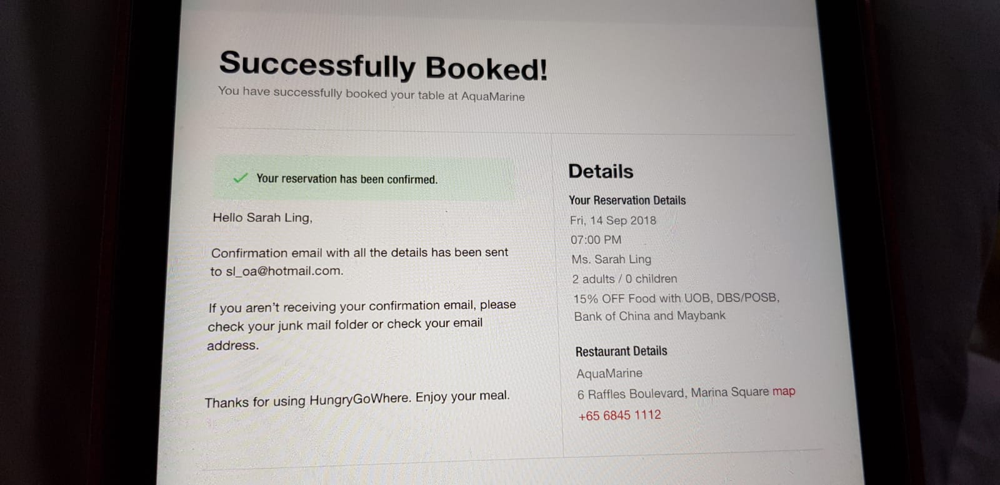 Successfully Booked!
You have successfully booked your table at AquaMarine
Your reservation has been confirmed.
Hello Sarah Ling,
Confirmation email with all the details has been sent
to sl_oa@hotmail.com.
If you aren't receiving your confirmation email, please
check your junk mail folder or check your email
address.
Thanks for using HungryGoWhere. Enjoy your meal.
Details
Your Reservation Details
Fri, 14 Sep 2018
07:00 PM
Ms. Sarah Ling
2 adults / 0 children
15% OFF Food with UOB, DBS/POSB,
Bank of China and Maybank
Restaurant Details
AquaMarine
6 Raffles Boulevard, Marina Square map
+65 6845 1112